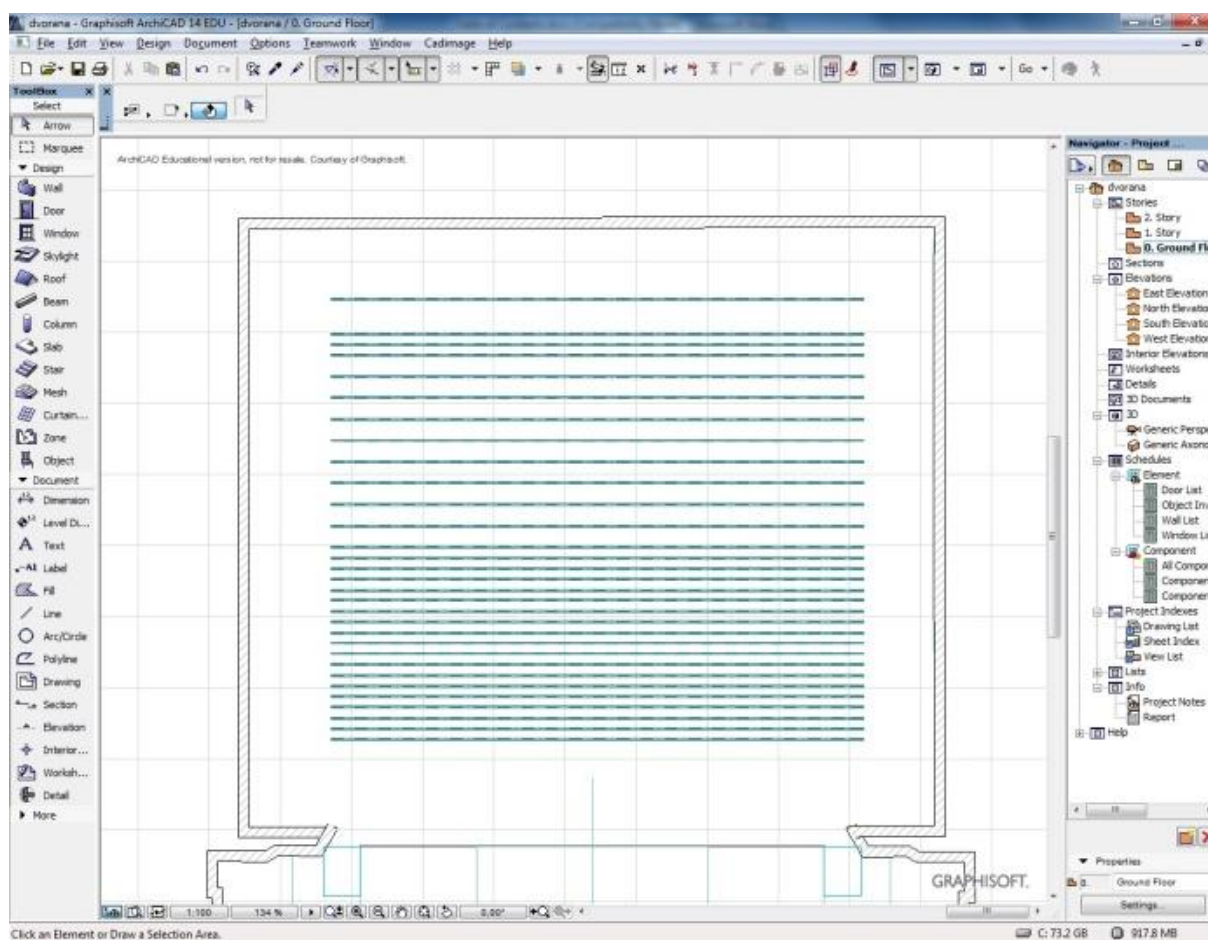 dvorana - Graphisoft ArchiCAD 14 EDU - [dvorana / 0. Ground Floor]
File Edit View Design Document Options Teamwork Window Cadimage Help
Go
ToolBox
Select
Arrow
Marquee
Design
Wall
Door
Window
Skylight
Roof
Beam
Column
Slab
Stair
Mesh
Curtain...
Zone
Object
Document
Dimension
Level Di...
Text
Label
Fill
Line
Arc/Circle
Polyline
Drawing
Section
Elevation
Interior...
Worksh...
Detail
More
ArchiCAD Educational version, not for resale. Courtesy of Graphisoft.
GRAPHISOFT.
1:100 134 % 0,00°
Navigator - Project ...
dvorana
Stories
2. Story
1. Story
0. Ground Fl
Sections
Elevations
East Elevation
North Elevatio
South Elevatio
West Elevation
Interior Elevations
Worksheets
Details
3D Documents
3D
Generic Perspe
Generic Axono
Schedules
Element
Door List
Object Inv
Wall List
Window Li
Component
All Compor
Componen
Componen
Project Indexes
Drawing List
Sheet Index
View List
Lists
Info
Project Notes
Report
Help
Properties
0. Ground Floor
Settings...
Click an Element or Draw a Selection Area.
C: 73.2 GB 917.8 MB